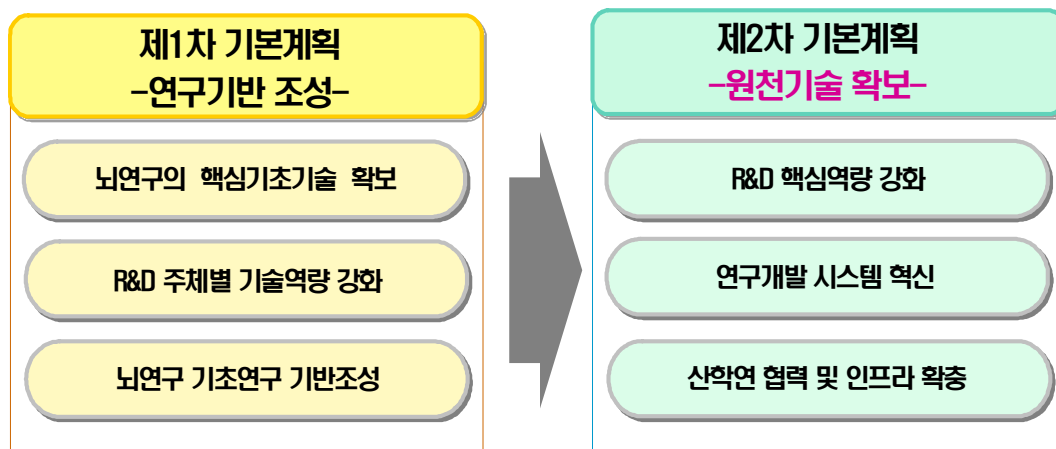 제1차 기본계획
-연구기반 조성-
뇌연구의 핵심기초기술 확보
R&D 주체별 기술역량 강화
뇌연구 기초연구 기반조성
제2차 기본계획
-원천기술 확보-
R&D 핵심역량 강화
연구개발 시스템 혁신
산학연 협력 및 인프라 확충